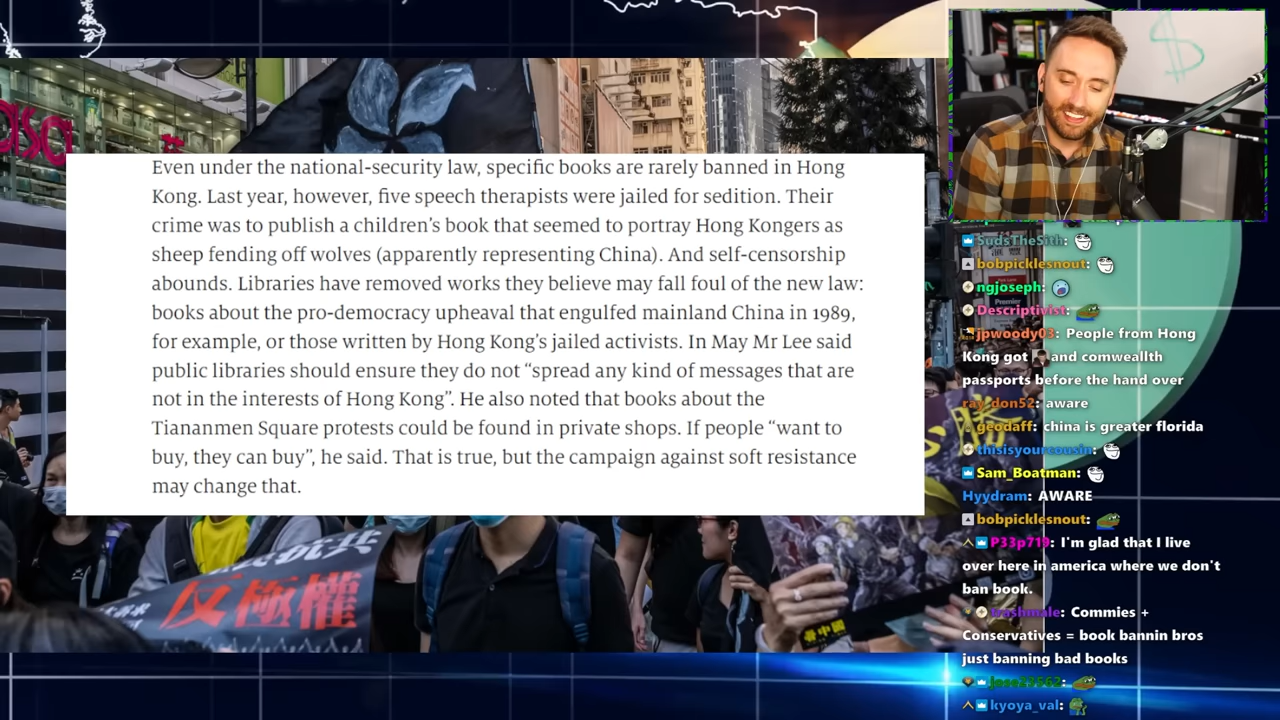 asa
Even under the national-security law, specific books are rarely banned in Hong
Kong. Last year, however, five speech therapists were jailed for sedition. Their
crime was to publish a children’s book that seemed to portray Hong Kongers as
sheep fending off wolves (apparently representing China). And self-censorship
abounds. Libraries have removed works they believe may fall foul of the new law:
books about the pro-democracy upheaval that engulfed mainland China in 1989,
for example, or those written by Hong Kong’s jailed activists. In May Mr Lee said
public libraries should ensure they do not “spread any kind of messages that are
not in the interests of Hong Kong”. He also noted that books about the
Tiananmen Square protests could be found in private shops. If people “want to
buy, they can buy”, he said. That is true, but the campaign against soft resistance
may change that.
反極權
$
SudsTheSith:
bobpicklesnout:
ngjoseph:
Descriptivist:
jpwoody03: People from Hong
Kong got and comweallth
passports before the hand over
ray_don52: aware
geodaff: china is greater florida
thisisyourcousin:
Sam_Boatman:
Hyydram: AWARE
bobpicklesnout:
P33p719: I'm glad that I live
over here in america where we don't
ban book.
Commies +
Conservatives = book bannin bros
just banning bad books
jose23562:
kyoya_val: